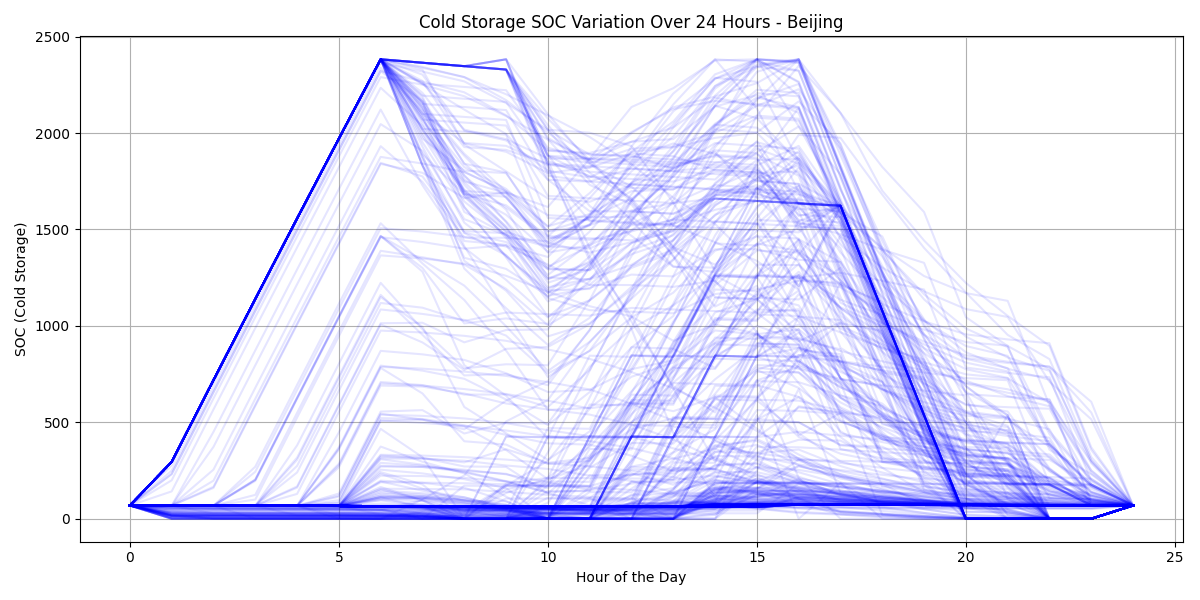 Cold Storage SOC Variation Over 24 Hours - Beijing
2500
2000
1500
1000
500
0
SOC (Cold Storage)
0 5 10 15 20 25
Hour of the Day